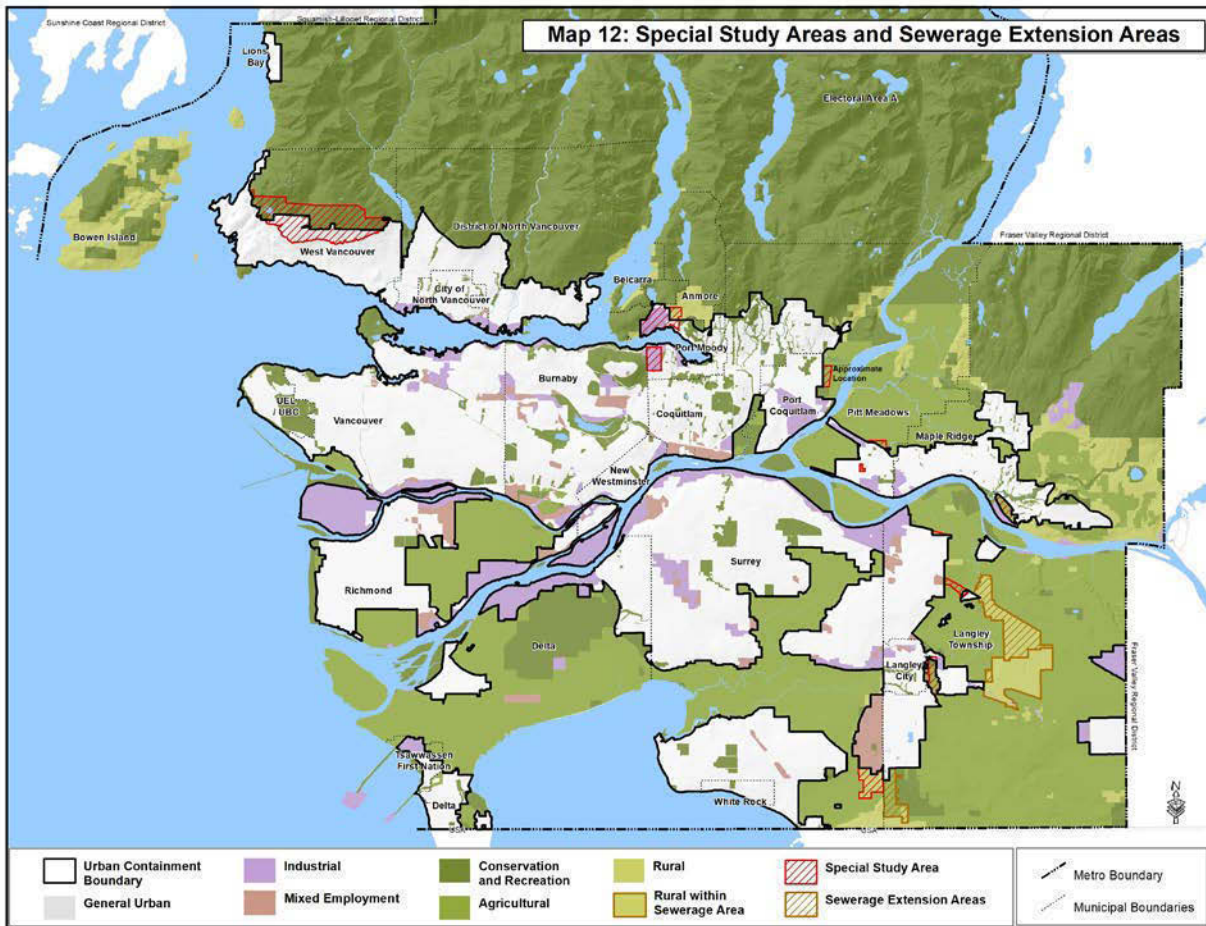 Sunshine Coast Regional District
Squamish-Lillooet Regional District
Map 12: Special Study Areas and Sewerage Extension Areas
Lions
Bay
Electoral Area A
Bowen Island
West Vancouver
District of North Vancouver
Fraser Valley Regional District
City of
North Vancouver
Belcarra
Anmore
Port Moody
Approximate
Location
Burnaby
UEL
/ UBC
Vancouver
Coquitlam
Port
Coquitlam
Pitt Meadows
Maple Ridge
New
Westminster
Richmond
Surrey
Delta
Langley
Township
Langley
City
Fraser Valley Regional District
Tsawwassen
First Nation
Delta
White Rock
N
USA
USA
Urban Containment
Boundary
General Urban
Industrial
Mixed Employment
Conservation
and Recreation
Agricultural
Rural
Rural within
Sewerage Area
Special Study Area
Sewerage Extension Areas
Metro Boundary
Municipal Boundaries